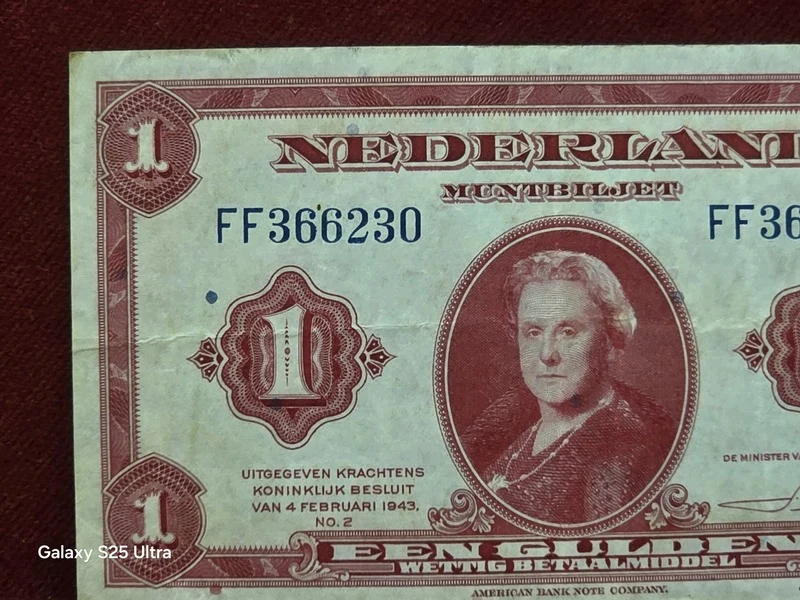 1
NEDERLAN
MUNTBILJET
FF366230
FF36
1
UITGEGEVEN KRACHTENS
KONINKLIJK BESLUIT
VAN 4 FEBRUARI 1943,
NO. 2
DE MINISTER VA
1
EEN GULDEN
WETTIG BETAALMIDDEL
AMERICAN BANK NOTE COMPANY.
Galaxy S25 Ultra